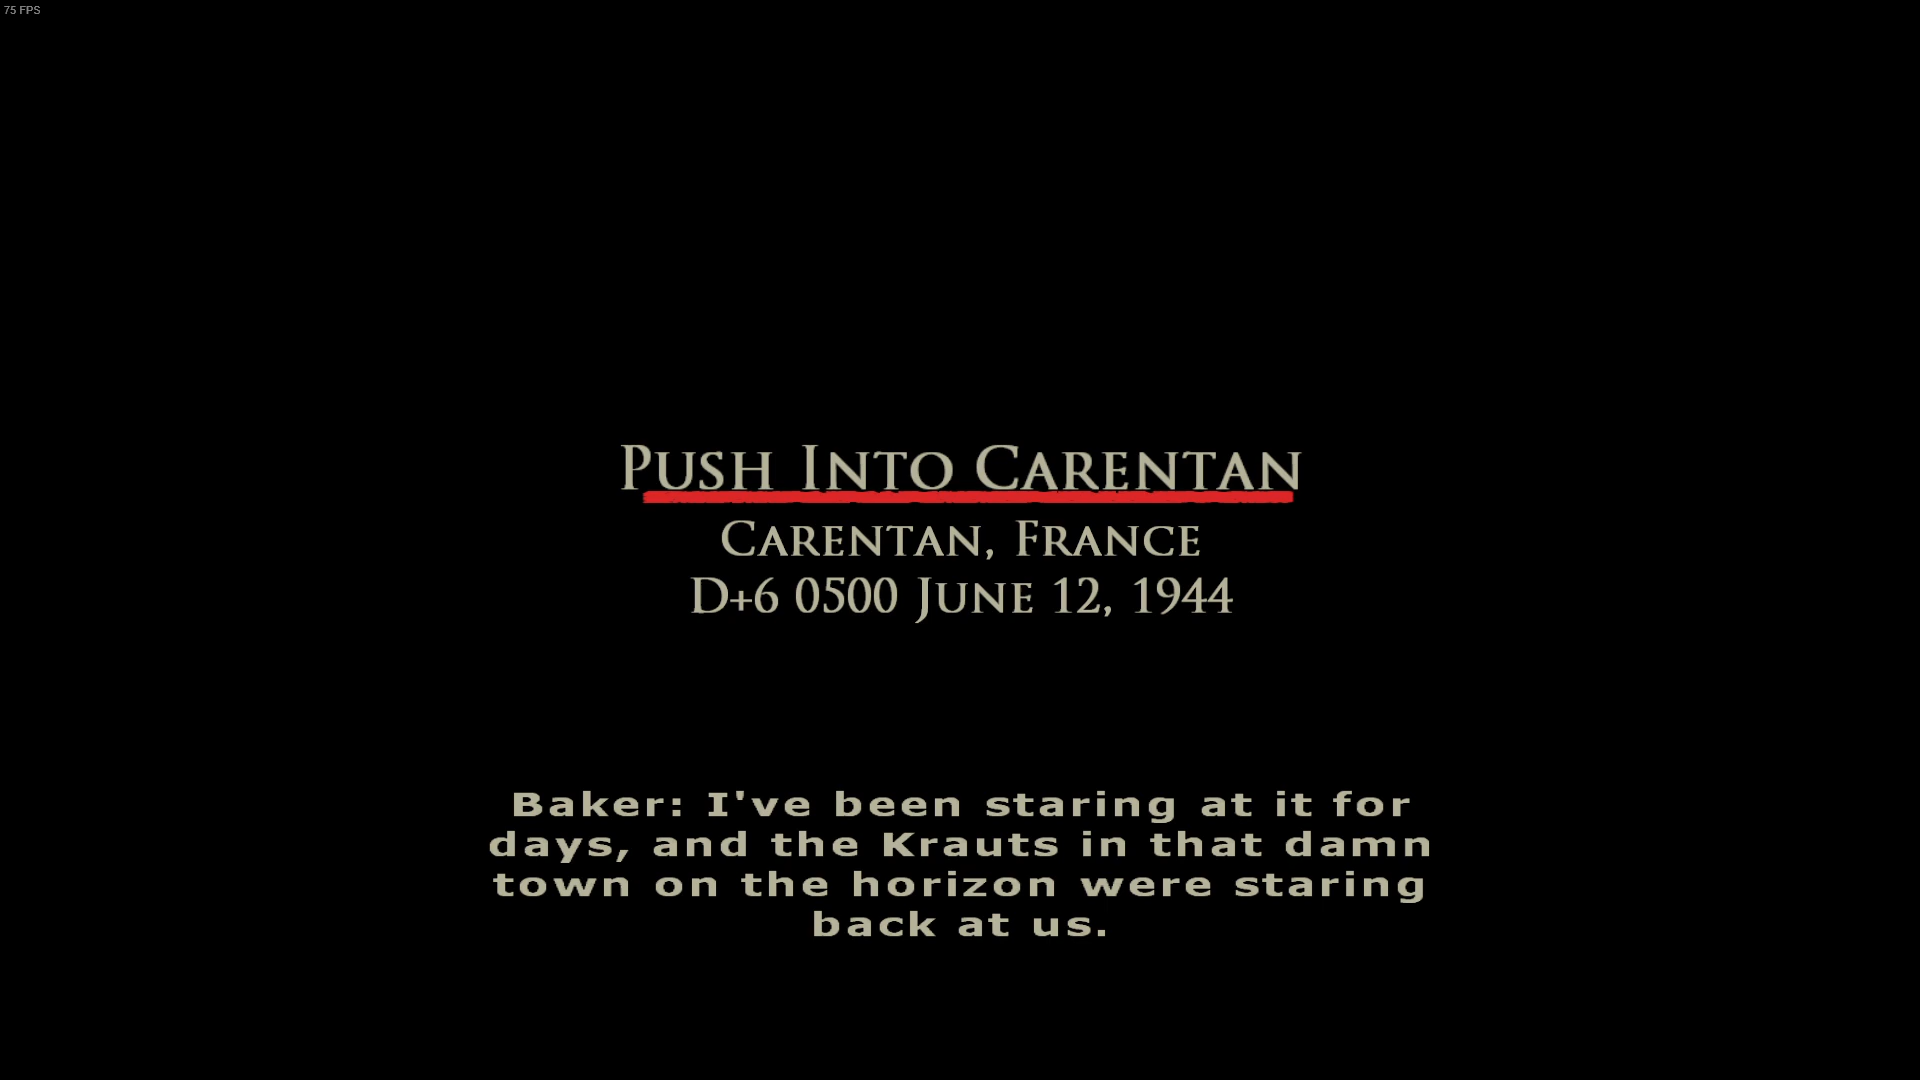 75 FPS
Push Into Carentan
Carentan, France
D+6 0500 June 12, 1944
Baker: I've been staring at it for
days, and the Krauts in that damn
town on the horizon were staring
back at us.